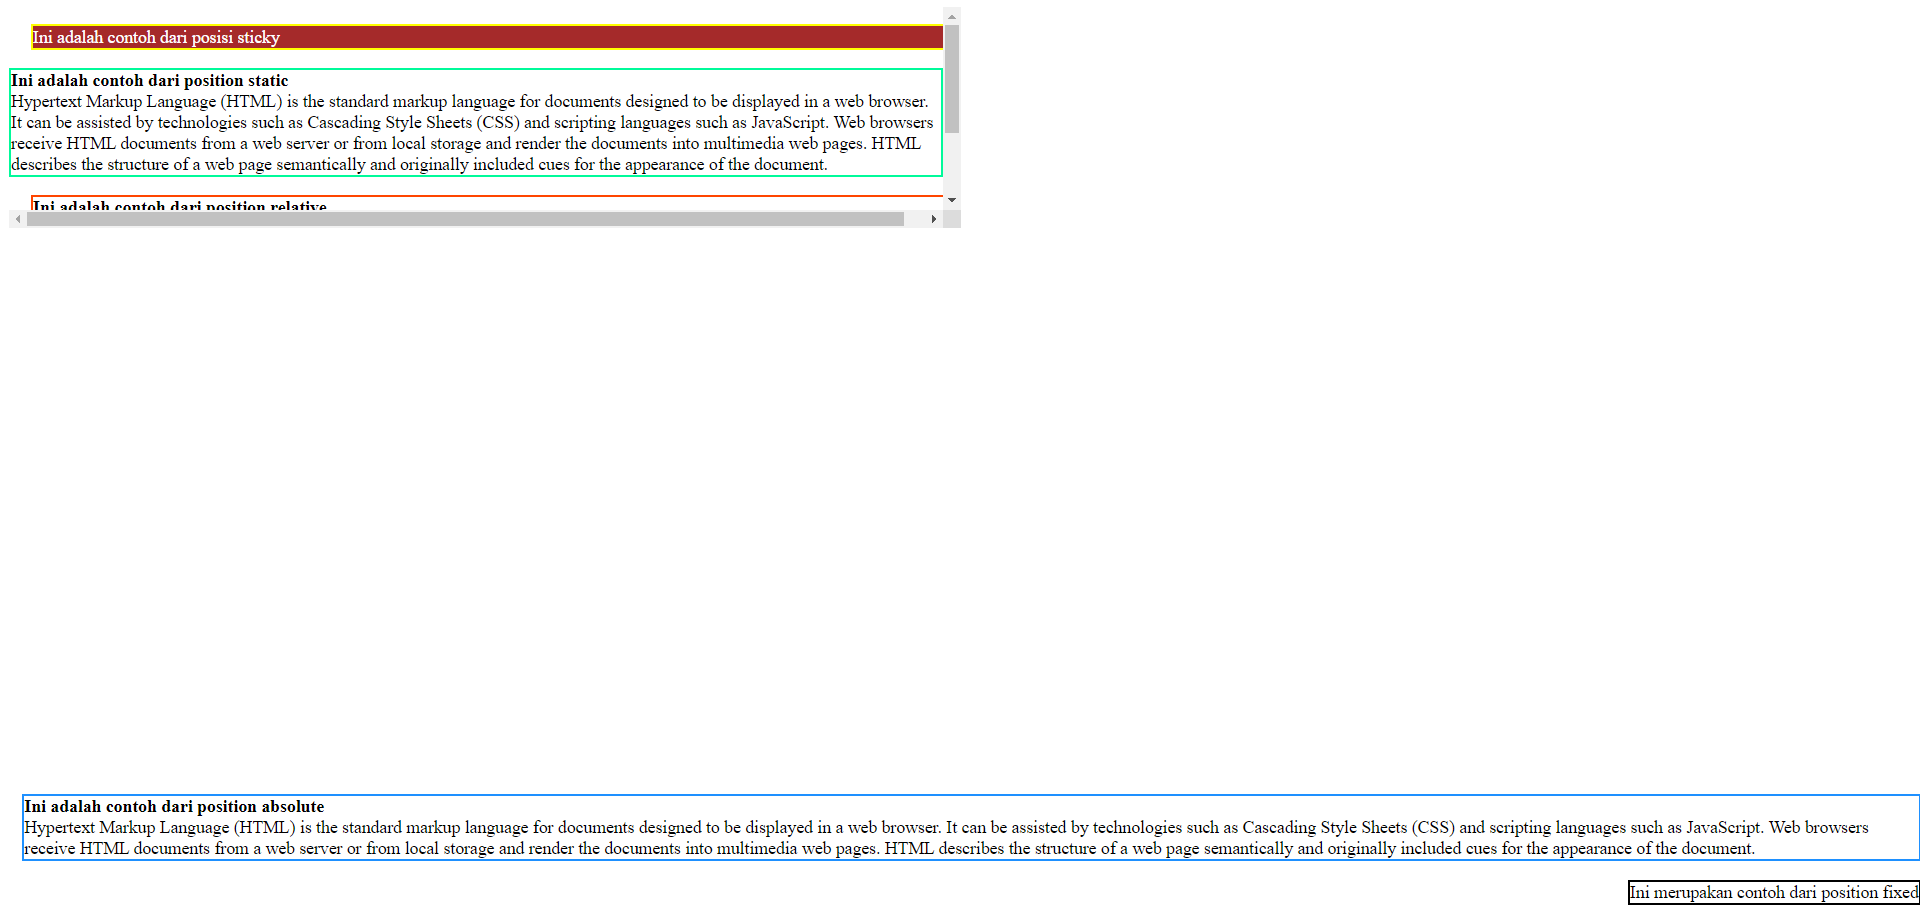 Ini adalah contoh dari posisi sticky
Ini adalah contoh dari position static
Hypertext Markup Language (HTML) is the standard markup language for documents designed to be displayed in a web browser.
It can be assisted by technologies such as Cascading Style Sheets (CSS) and scripting languages such as JavaScript. Web browsers
receive HTML documents from a web server or from local storage and render the documents into multimedia web pages. HTML
describes the structure of a web page semantically and originally included cues for the appearance of the document.
Ini adalah contoh dari position relative
Ini adalah contoh dari position absolute
Hypertext Markup Language (HTML) is the standard markup language for documents designed to be displayed in a web browser. It can be assisted by technologies such as Cascading Style Sheets (CSS) and scripting languages such as JavaScript. Web browsers
receive HTML documents from a web server or from local storage and render the documents into multimedia web pages. HTML describes the structure of a web page semantically and originally included cues for the appearance of the document.
Ini merupakan contoh dari position fixed